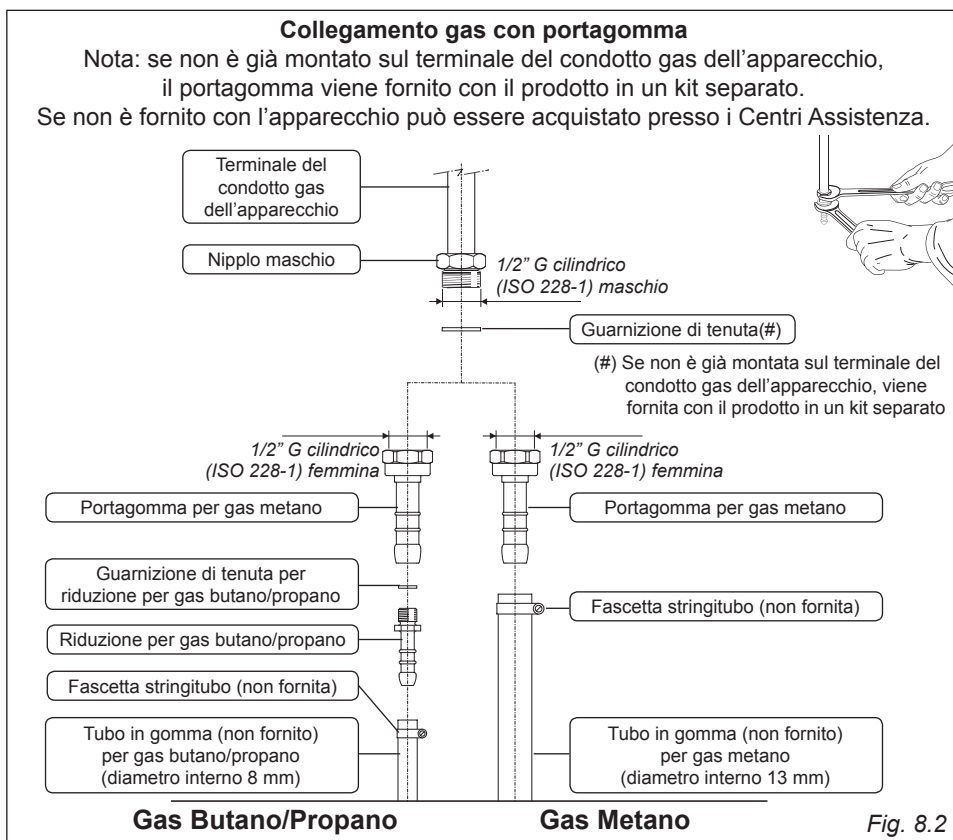 Collegamento gas con portagomma
Nota: se non è già montato sul terminale del condotto gas dell'apparecchio,
il portagomma viene fornito con il prodotto in un kit separato.
Se non è fornito con l'apparecchio può essere acquistato presso i Centri Assistenza.
Terminale del
condotto gas
dell'apparecchio
Nipplo maschio
1/2" G cilindrico
(ISO 228-1) maschio
Guarnizione di tenuta(#)
(#) Se non è già montata sul terminale del
condotto gas dell'apparecchio, viene
fornita con il prodotto in un kit separato
1/2" G cilindrico
(ISO 228-1) femmina
1/2" G cilindrico
(ISO 228-1) femmina
Portagomma per gas metano
Portagomma per gas metano
Guarnizione di tenuta per
riduzione per gas butano/propano
Fascetta stringitubo (non fornita)
Riduzione per gas butano/propano
Fascetta stringitubo (non fornita)
Tubo in gomma (non fornito)
per gas butano/propano
(diametro interno 8 mm)
Tubo in gomma (non fornito)
per gas metano
(diametro interno 13 mm)
Gas Butano/Propano
Gas Metano
Fig. 8.2